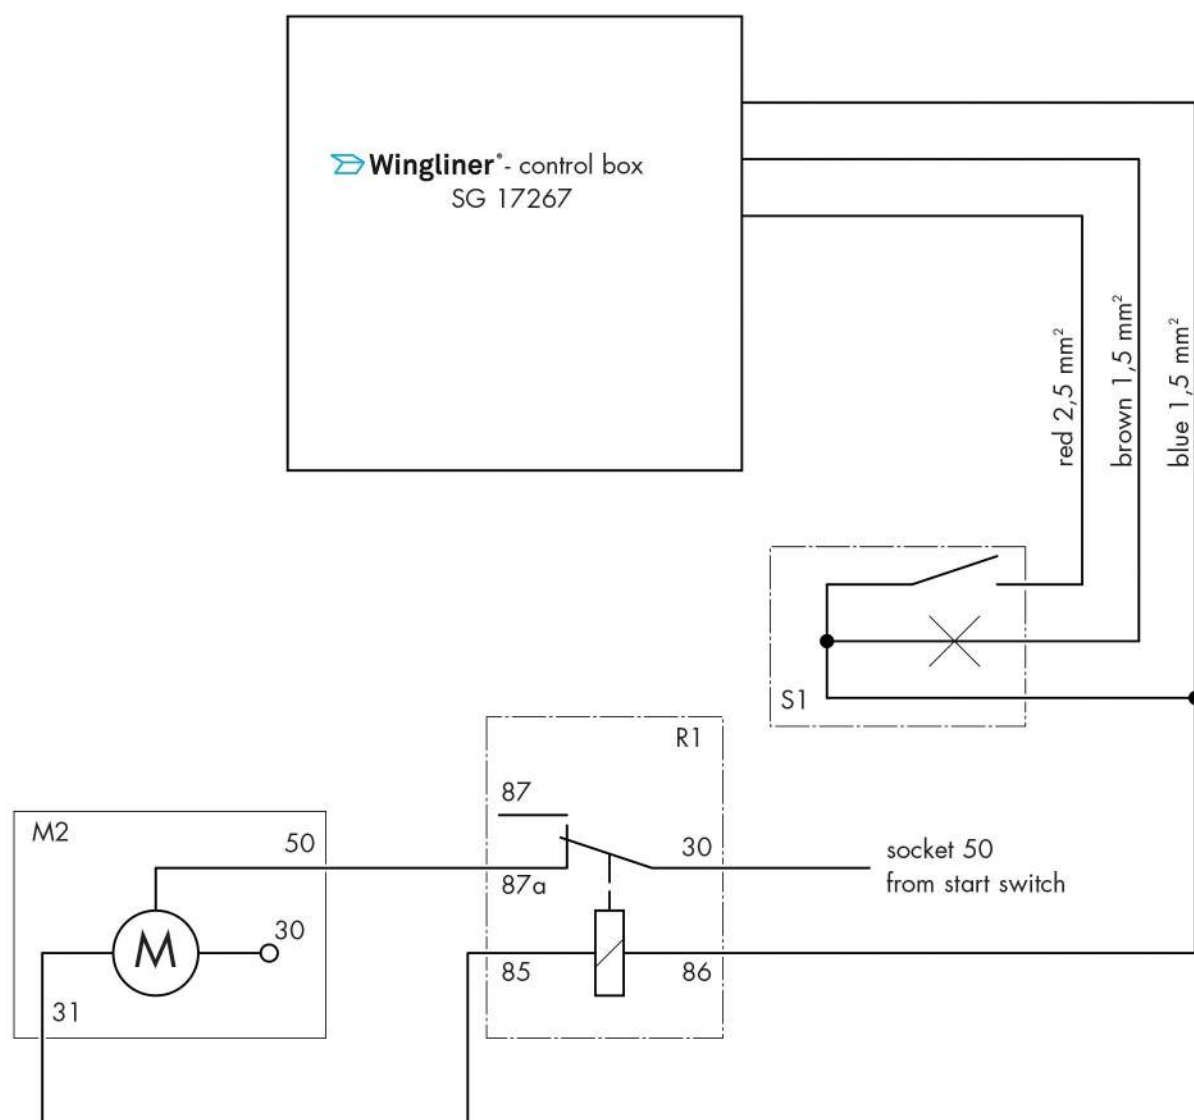 Wingliner®- control box
SG 17267
red 2,5 mm²
brown 1,5 mm²
blue 1,5 mm²
S1
R1
87
M2
50
30
socket 50
87a
from start switch
30
M
85
86
31